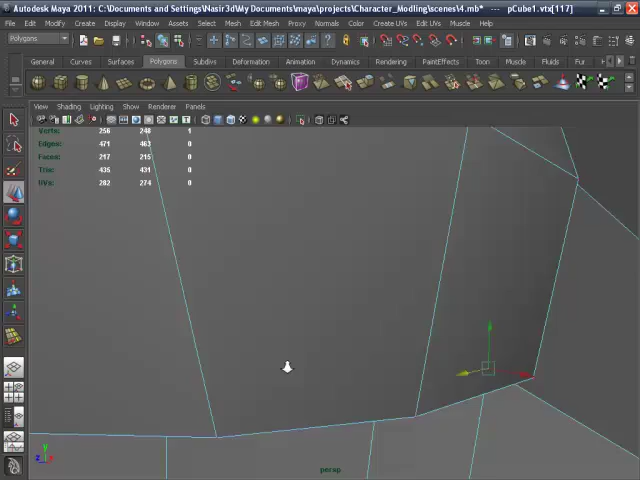 Autodesk Maya 2011: C:\Documents and Settings\Nasir3d\My Documents\maya\projects\Character_Modling\scenes\4.mb* --- pCube1.vtx[117]
File Edit Modify Create Display Window Assets Select Mesh Edit Mesh Proxy Normals Color Create UVs Edit UVs Muscle Help
Polygons
General Curves Surfaces Polygons Subdivs Deformation Animation Dynamics Rendering PaintEffects Toon Muscle Fluids Fur
View Shading Lighting Show Renderer Panels
Verts: 256 248 1
Edges: 471 463 0
Faces: 217 215 0
Tris: 435 431 0
UVs: 282 274 0
y
z
persp